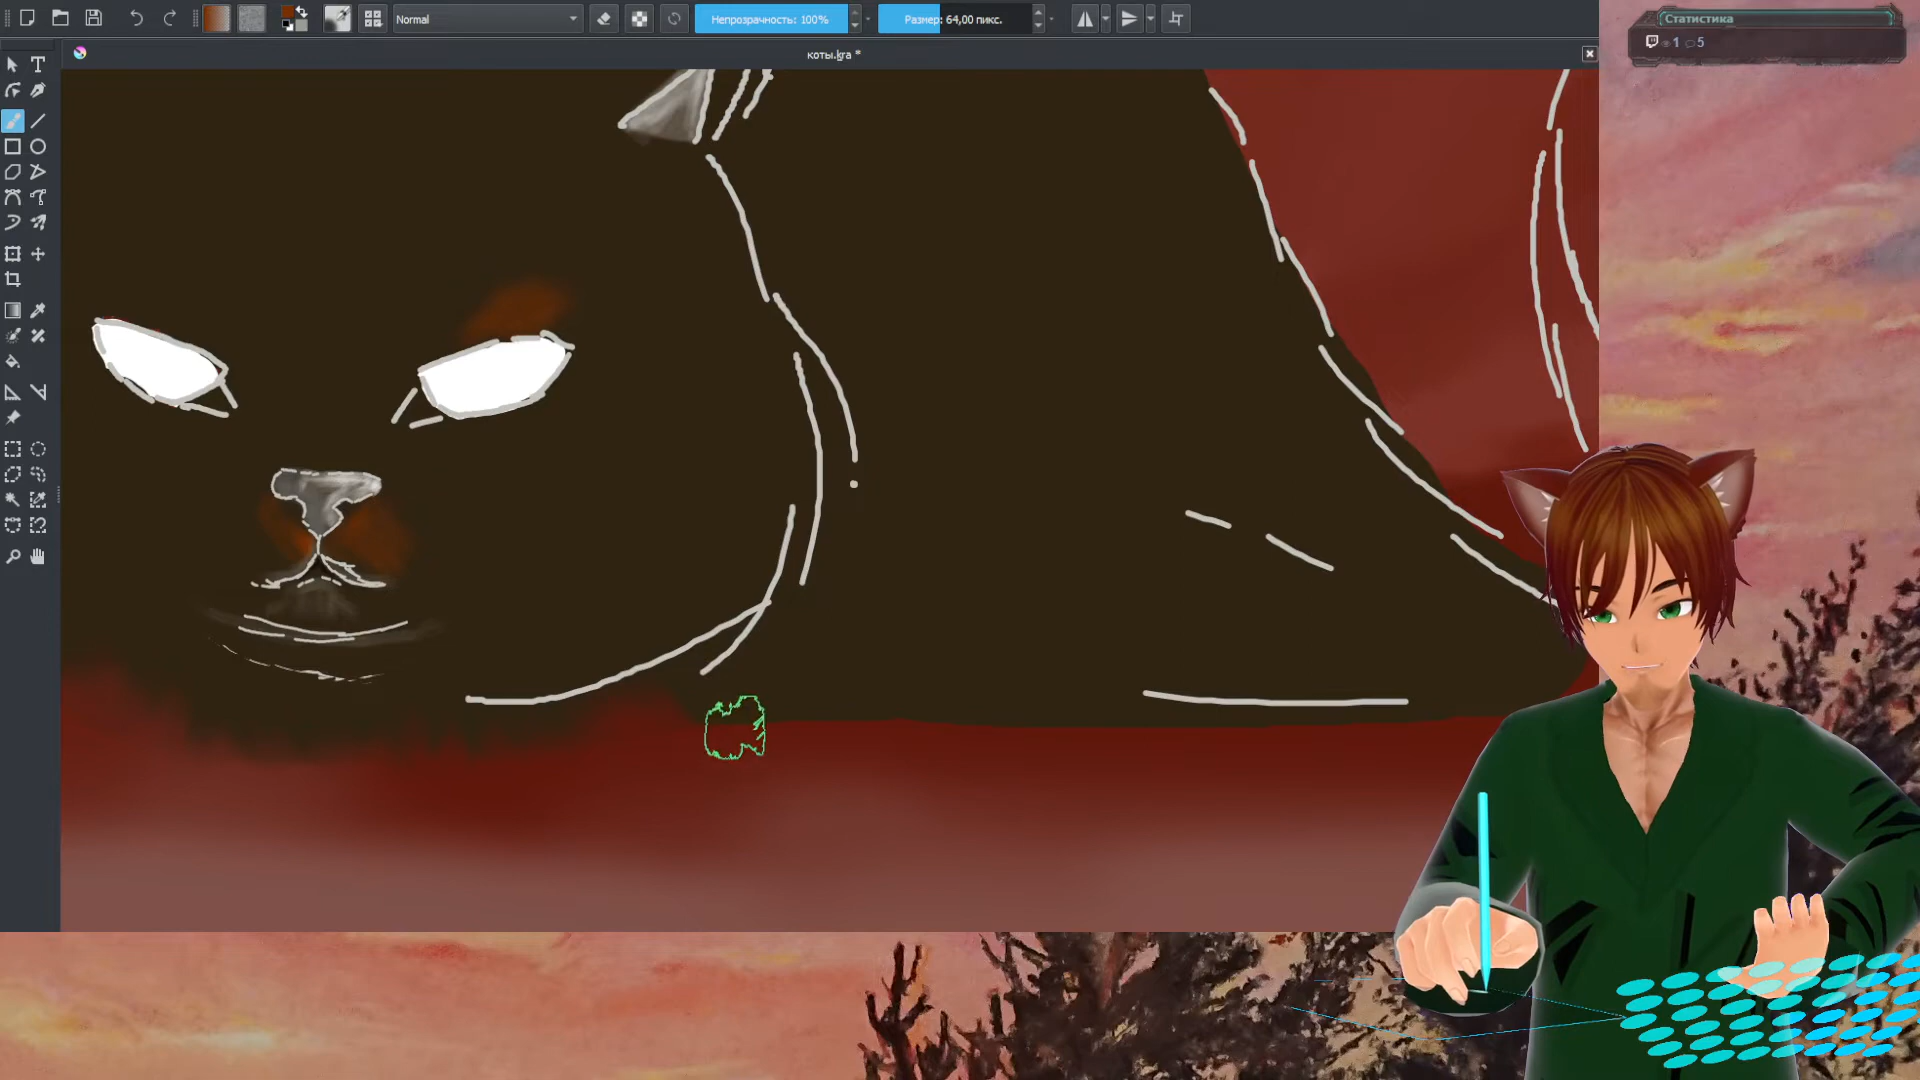 Normal
Непрозрачность: 100%
Размер: 64,00 пикс.
коты.kra *
Статистика
1 5